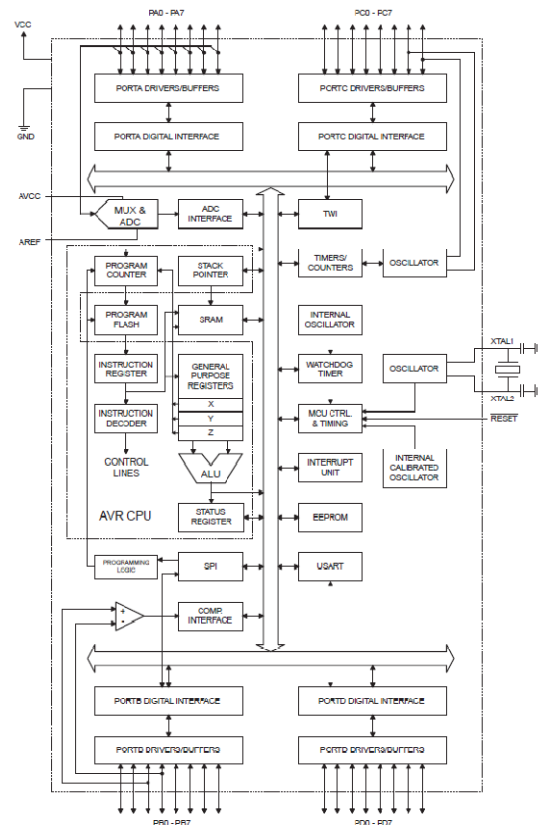 PA0 - PA7
PC0 - PC7
VCC
PORTA DRIVERS/BUFFERS
PORTC DRIVERS/BUFFERS
GND
PORTA DIGITAL INTERFACE
PORTC DIGITAL INTERFACE
AVCC
MUX &
ADC
ADC
INTERFACE
TWI
AREF
PROGRAM
COUNTER
STACK
POINTER
TIMERS/
COUNTERS
OSCILLATOR
PROGRAM
FLASH
SRAM
INTERNAL
OSCILLATOR
XTAL1
INSTRUCTION
REGISTER
GENERAL
PURPOSE
REGISTERS
WATCHDOG
TIMER
OSCILLATOR
XTAL2
X
INSTRUCTION
DECODER
Y
MCU CTRL.
& TIMING
RESET
Z
CONTROL
LINES
ALU
INTERRUPT
UNIT
INTERNAL
CALIBRATED
OSCILLATOR
AVR CPU
STATUS
REGISTER
EEPROM
PROGRAMMING
LOGIC
SPI
USART
+
-
COMP.
INTERFACE
PORTB DIGITAL INTERFACE
PORTD DIGITAL INTERFACE
PORTB DRIVERS/BUFFERS
PORTD DRIVERS/BUFFERS
PB0 - PB7
PD0 - PD7